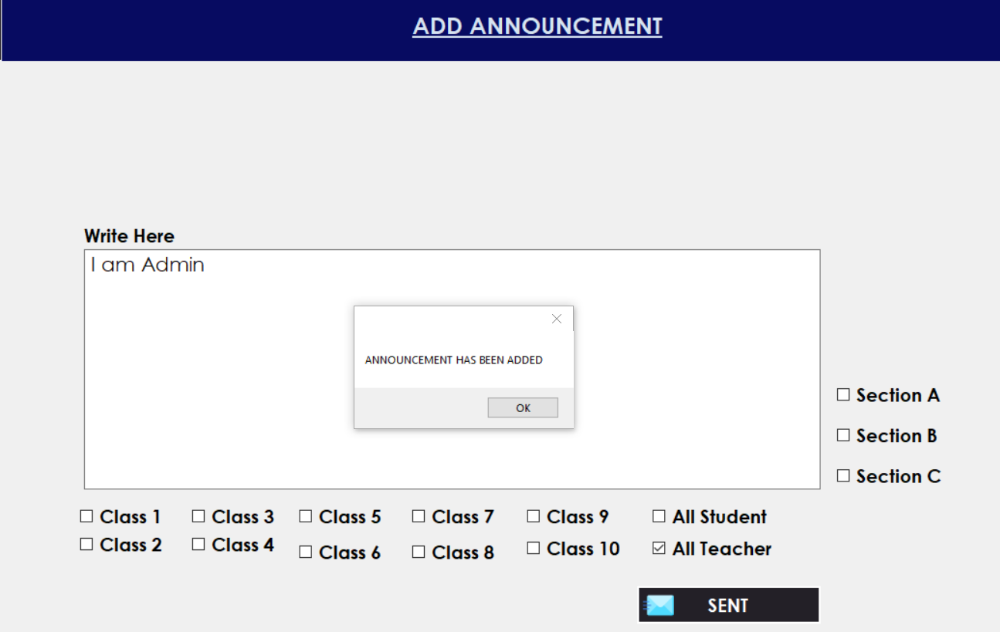 ADD ANNOUNCEMENT
Write Here
I am Admin
ANNOUNCEMENT HAS BEEN ADDED
OK
Section A
Section B
Section C
Class 1 Class 3 Class 5 Class 7 Class 9 All Student
Class 2 Class 4 Class 6 Class 8 Class 10 All Teacher
SENT